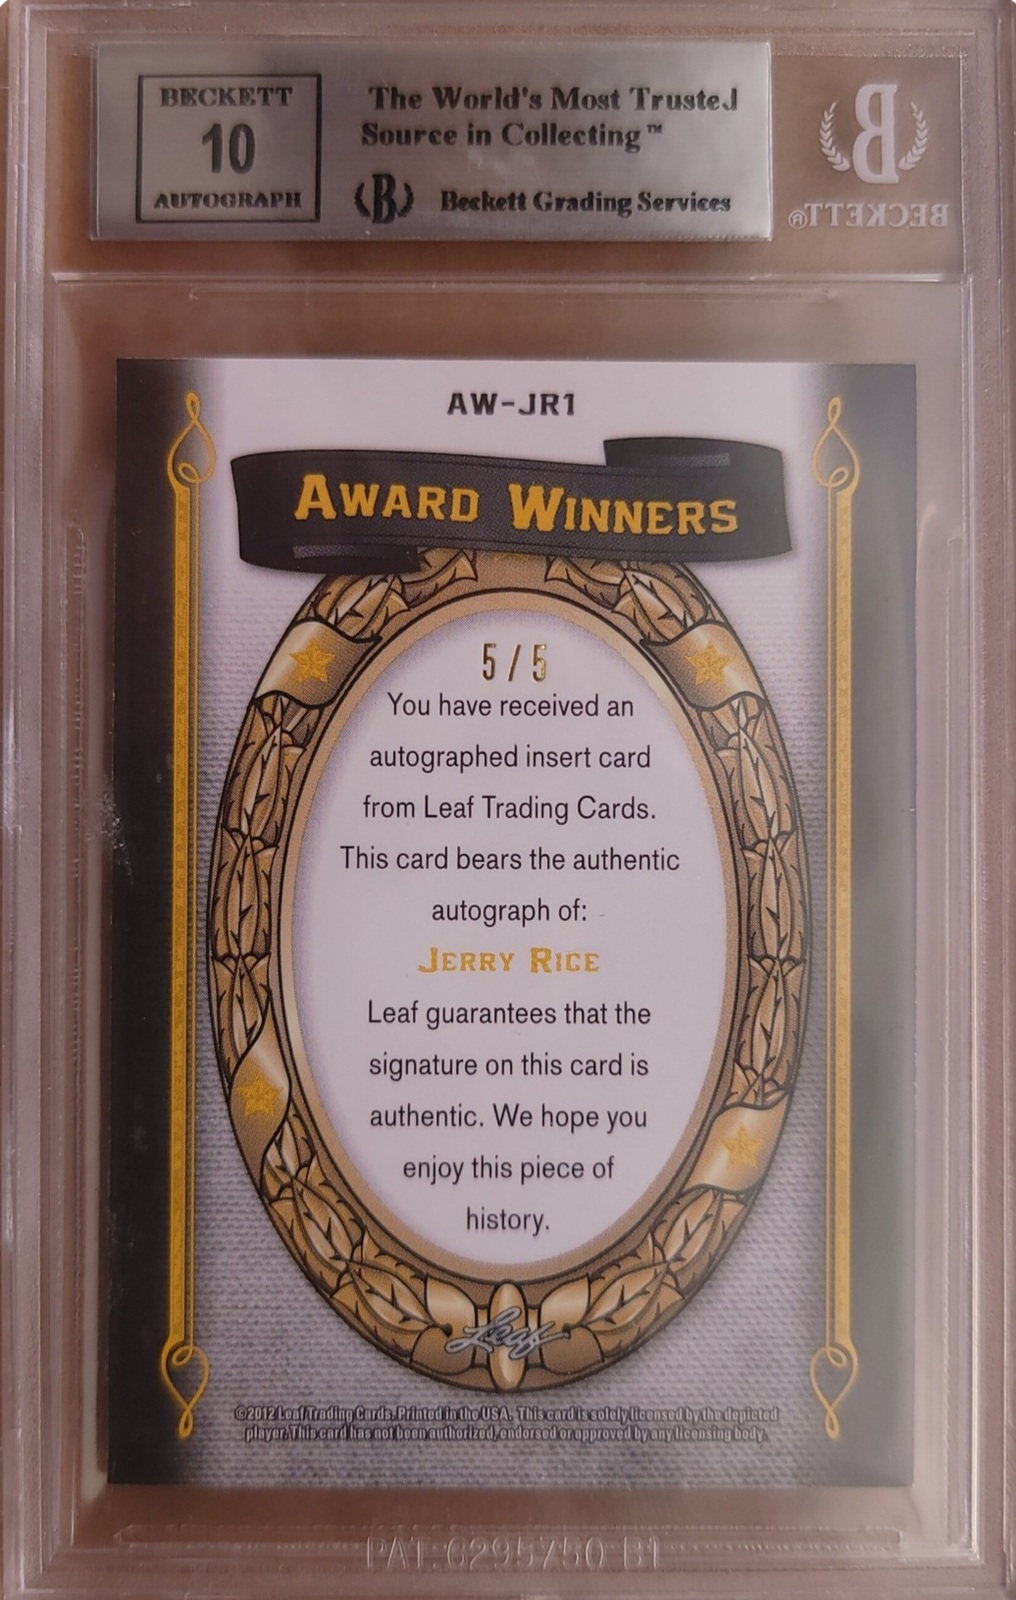 BECKETT
10
AUTOGRAPH
The World's Most Trusted
Source in Collecting™
B
Beckett Grading Services
B
BECKETT®
AW-JR1
AWARD WINNERS
5/5
You have received an
autographed insert card
from Leaf Trading Cards.
This card bears the authentic
autograph of:
JERRY RICE
Leaf guarantees that the
signature on this card is
authentic. We hope you
enjoy this piece of
history.
Leaf
©2012 Leaf Trading Cards. Printed in the USA. This card is solely licensed by the depicted
player. This card has not been authorized, endorsed or approved by any licensing body.
PAT. 6295750 B1